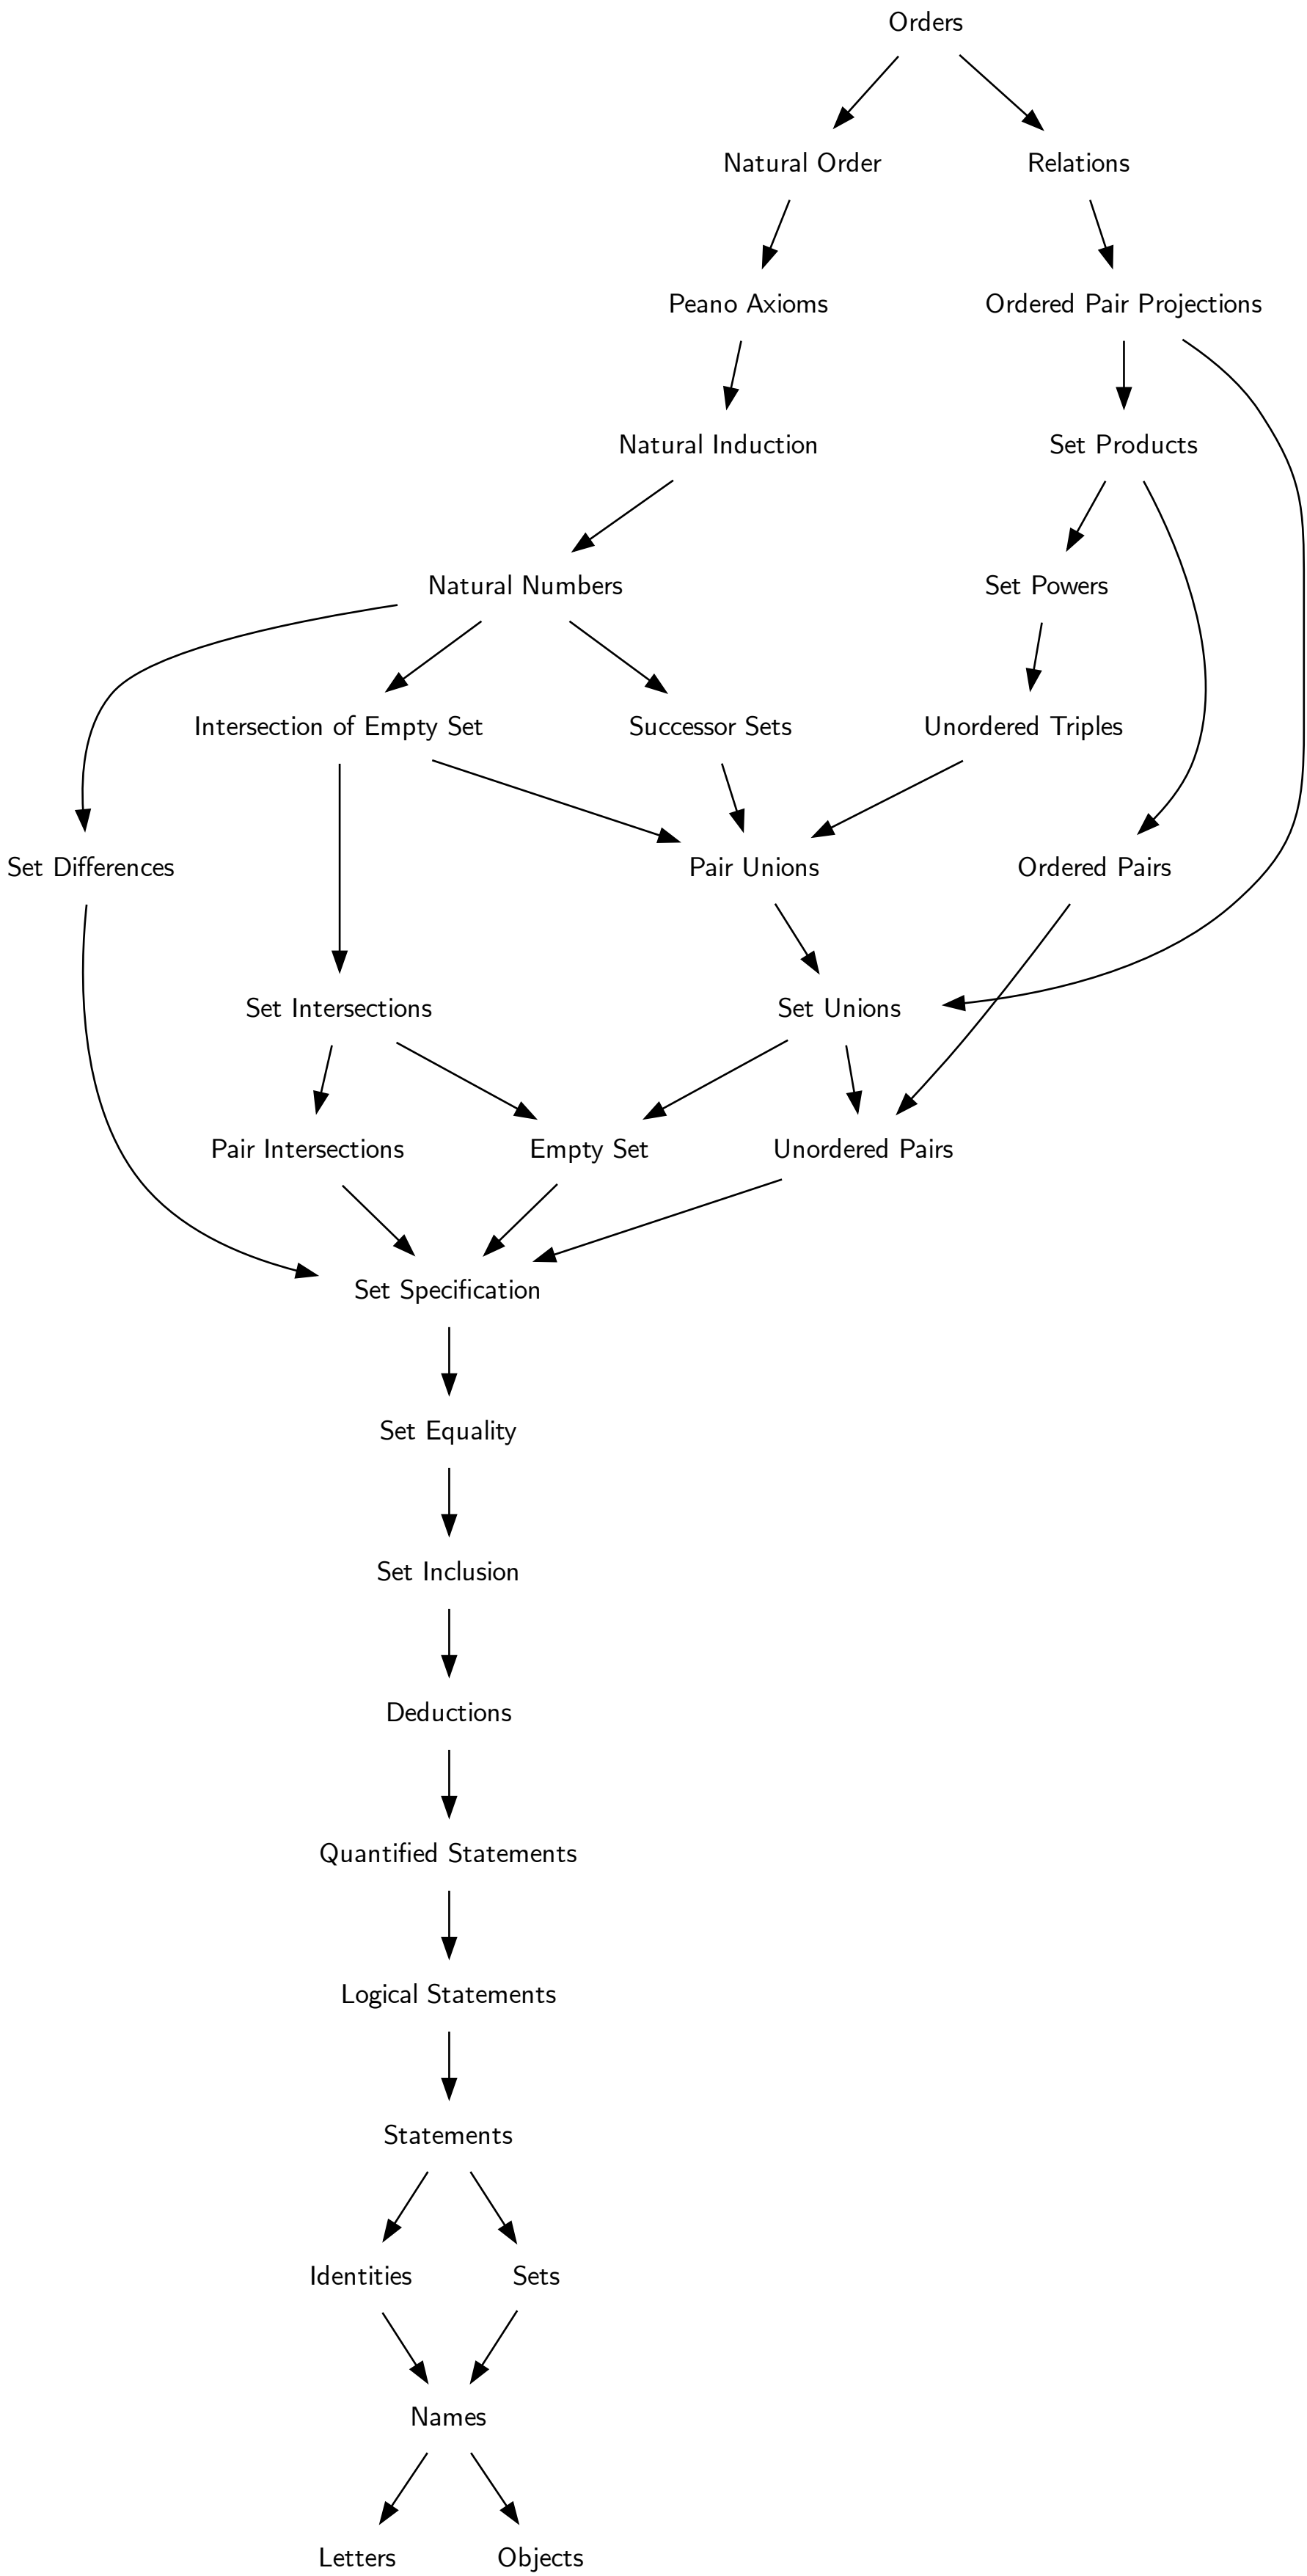 Orders
Natural Order
Relations
Peano Axioms
Ordered Pair Projections
Natural Induction
Set Products
Natural Numbers
Set Powers
Intersection of Empty Set
Successor Sets
Unordered Triples
Set Differences
Pair Unions
Ordered Pairs
Set Intersections
Set Unions
Pair Intersections
Empty Set
Unordered Pairs
Set Specification
Set Equality
Set Inclusion
Deductions
Quantified Statements
Logical Statements
Statements
Identities
Sets
Names
Letters
Objects